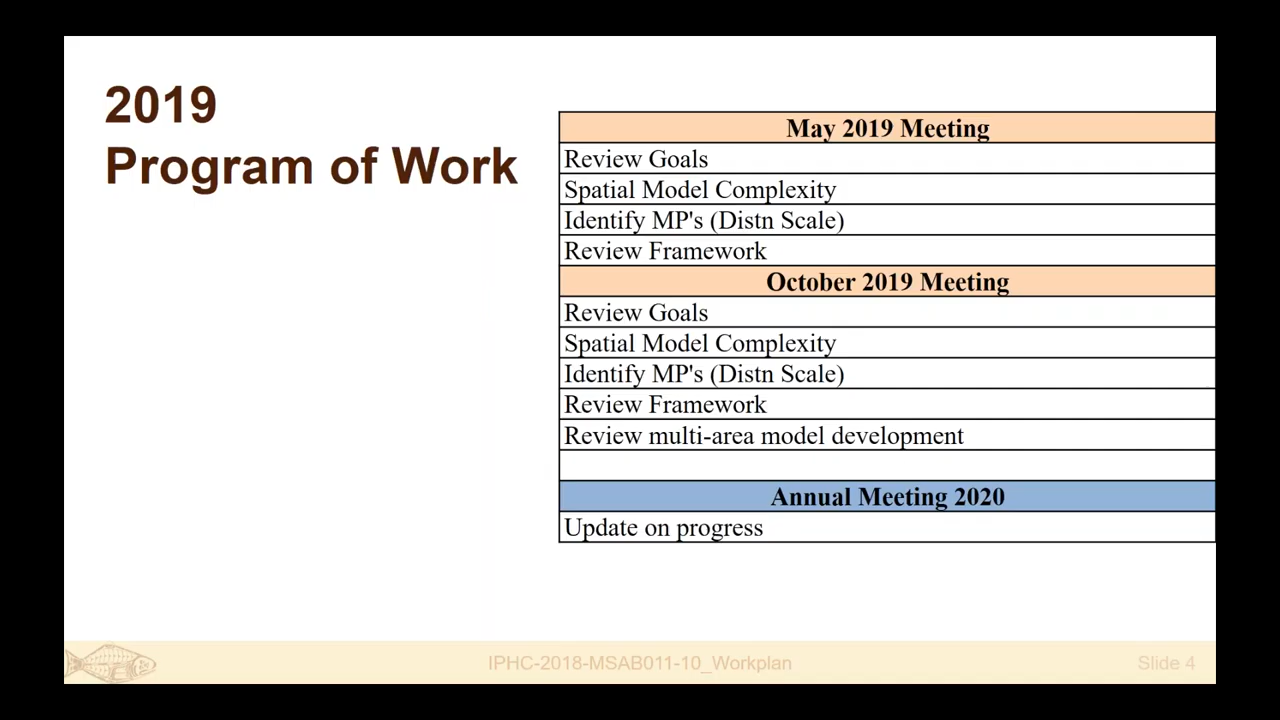 2019
Program of Work
May 2019 Meeting
Review Goals
Spatial Model Complexity
Identify MP's (Distn Scale)
Review Framework
October 2019 Meeting
Review Goals
Spatial Model Complexity
Identify MP's (Distn Scale)
Review Framework
Review multi-area model development
Annual Meeting 2020
Update on progress
IPHC-2018-MSAB011-10_Workplan
Slide 4